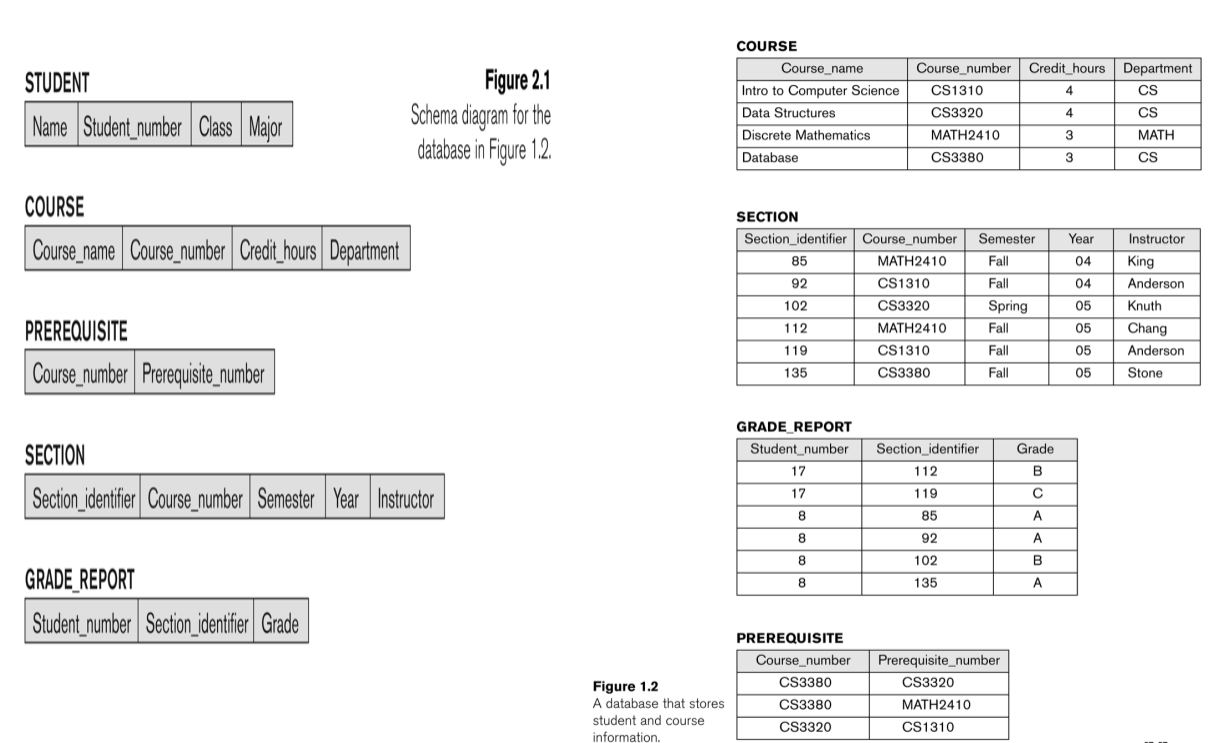 STUDENT
Name Student_number Class Major
Figure 2.1
Schema diagram for the
database in Figure 1.2.
COURSE
Course_name Course_number Credit_hours Department
PREREQUISITE
Course_number Prerequisite_number
SECTION
Section_identifier Course_number Semester Year Instructor
GRADE_REPORT
Student_number Section_identifier Grade
COURSE
Course_name Course_number Credit_hours Department
Intro to Computer Science CS1310 4 CS
Data Structures CS3320 4 CS
Discrete Mathematics MATH2410 3 MATH
Database CS3380 3 CS
SECTION
Section_identifier Course_number Semester Year Instructor
85 MATH2410 Fall 04 King
92 CS1310 Fall 04 Anderson
102 CS3320 Spring 05 Knuth
112 MATH2410 Fall 05 Chang
119 CS1310 Fall 05 Anderson
135 CS3380 Fall 05 Stone
GRADE_REPORT
Student_number Section_identifier Grade
17 112 B
17 119 C
8 85 A
8 92 A
8 102 B
8 135 A
PREREQUISITE
Course_number Prerequisite_number
CS3380 CS3320
CS3380 MATH2410
CS3320 CS1310
Figure 1.2
A database that stores
student and course
information.